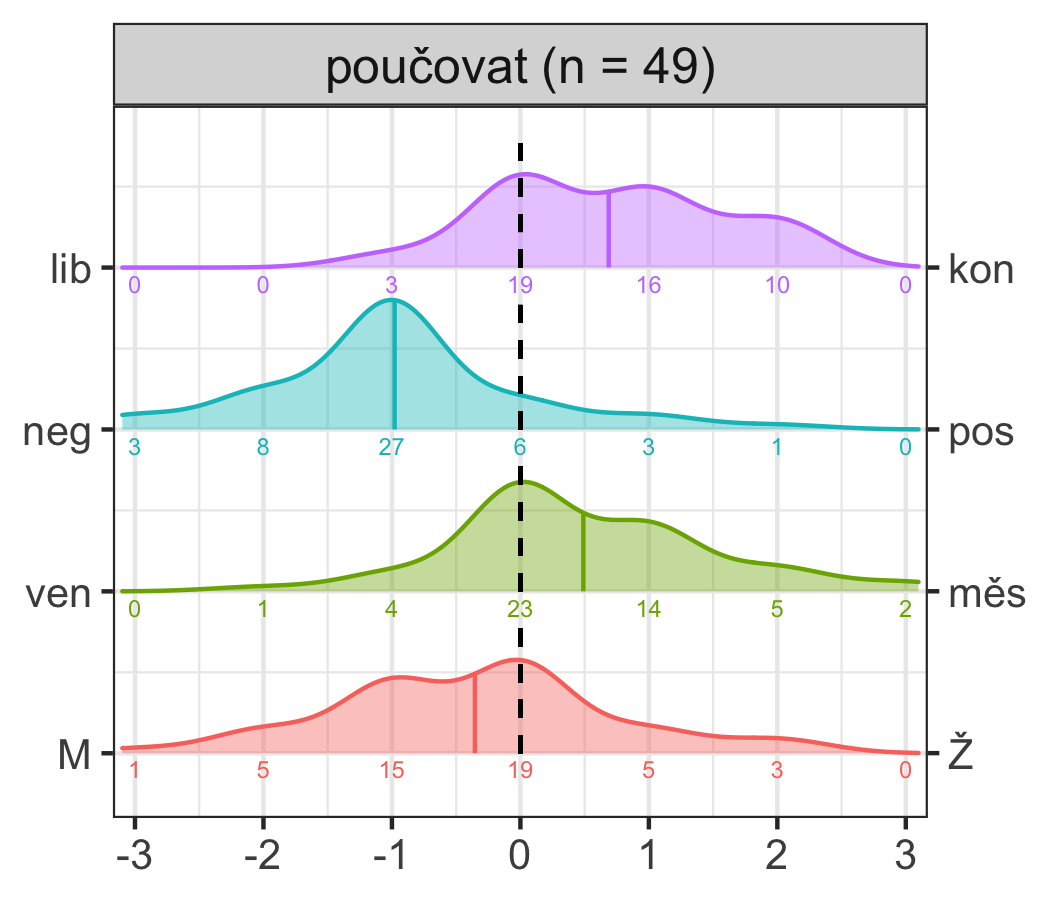 poučovat (n = 49)
lib kon
0 0 3 19 16 10 0
neg pos
3 8 27 6 3 1 0
ven měs
0 1 4 23 14 5 2
M Ž
1 5 15 19 5 3 0
-3 -2 -1 0 1 2 3